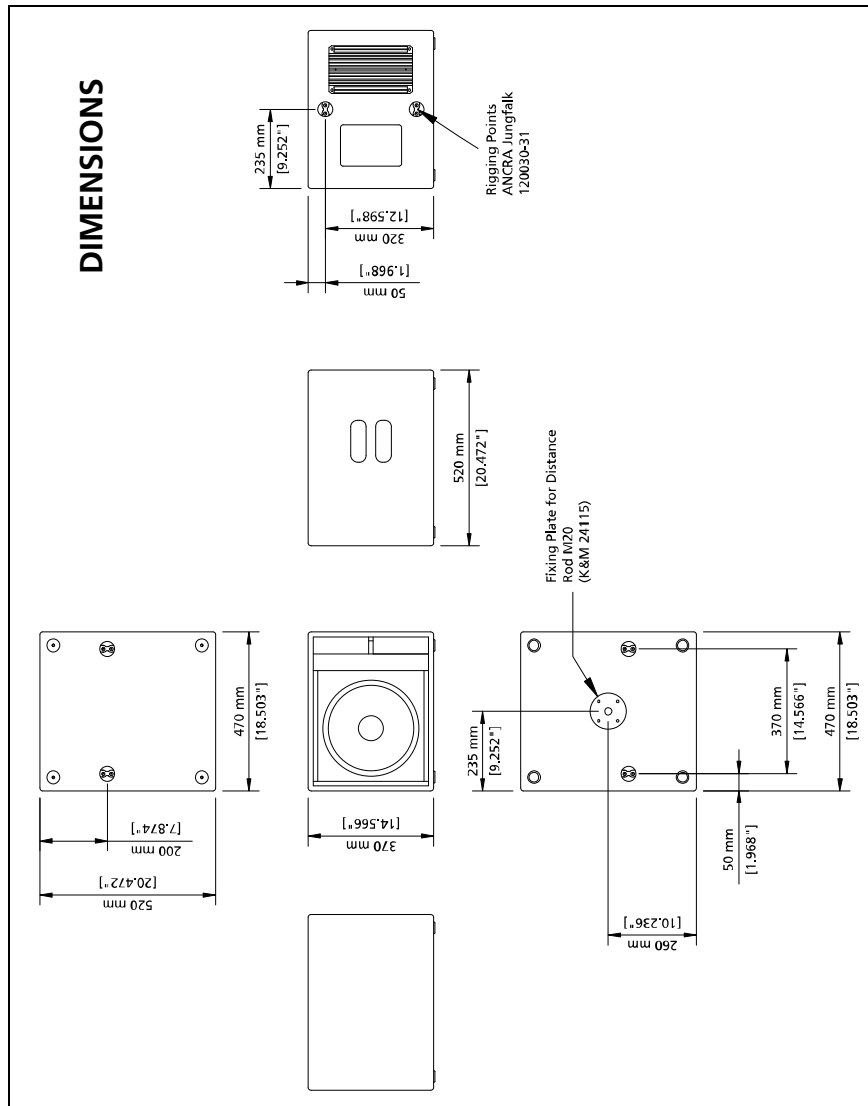 DIMENSIONS
235 mm
[9.252"]
320 mm
[12.598"]
50 mm
[1.968"]
Rigging Points
ANCRA Jungfalk
120030-31
520 mm
[20.472"]
Fixing Plate for Distance
Rod M20
(K&M 24115)
470 mm
[18.503"]
200 mm
[7.874"]
520 mm
[20.472"]
370 mm
[14.566"]
235 mm
[9.252"]
370 mm
[14.566"]
470 mm
[18.503"]
50 mm
[1.968"]
260 mm
[10.236"]